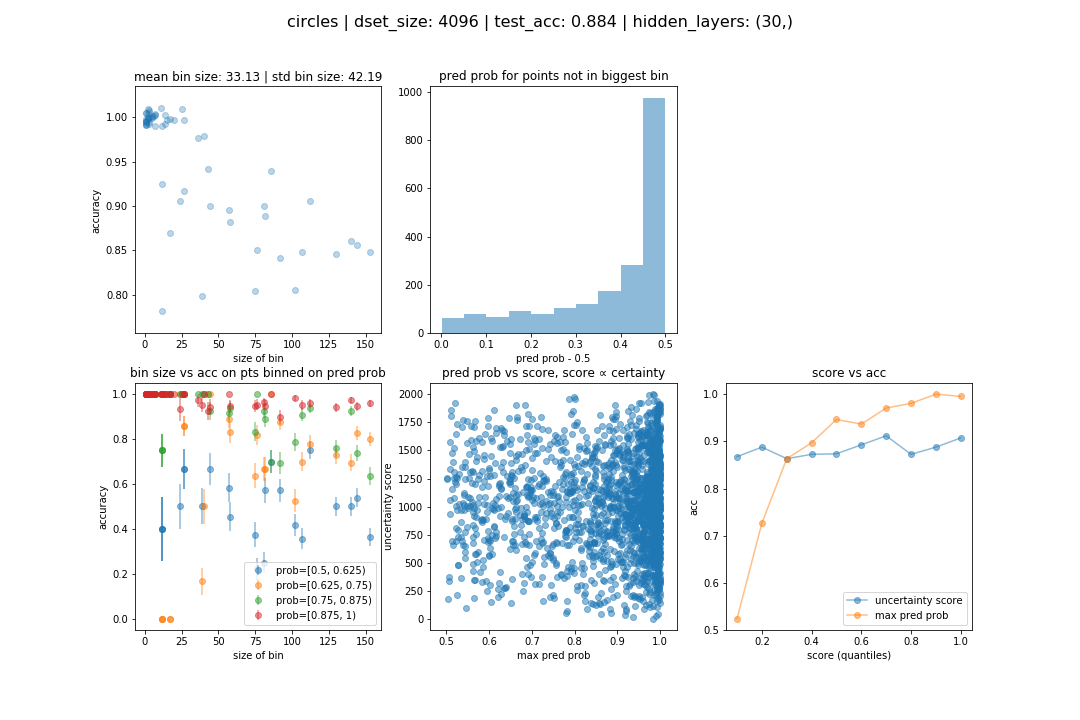 circles | dset_size: 4096 | test_acc: 0.884 | hidden_layers: (30,)
mean bin size: 33.13 | std bin size: 42.19
1.00
0.95
0.90
0.85
0.80
accuracy
0 25 50 75 100 125 150
size of bin
pred prob for points not in biggest bin
1000
800
600
400
200
0
0.0 0.1 0.2 0.3 0.4 0.5
pred prob - 0.5
bin size vs acc on pts binned on pred prob
1.0
0.8
0.6
0.4
0.2
0.0
accuracy
prob=[0.5, 0.625)
prob=[0.625, 0.75)
prob=[0.75, 0.875)
prob=[0.875, 1)
0 25 50 75 100 125 150
size of bin
pred prob vs score, score ∝ certainty
2000
1750
1500
1250
1000
750
500
250
0
uncertainty score
0.5 0.6 0.7 0.8 0.9 1.0
max pred prob
score vs acc
1.0
0.9
0.8
0.7
0.6
0.5
acc
uncertainty score
max pred prob
0.2 0.4 0.6 0.8 1.0
score (quantiles)